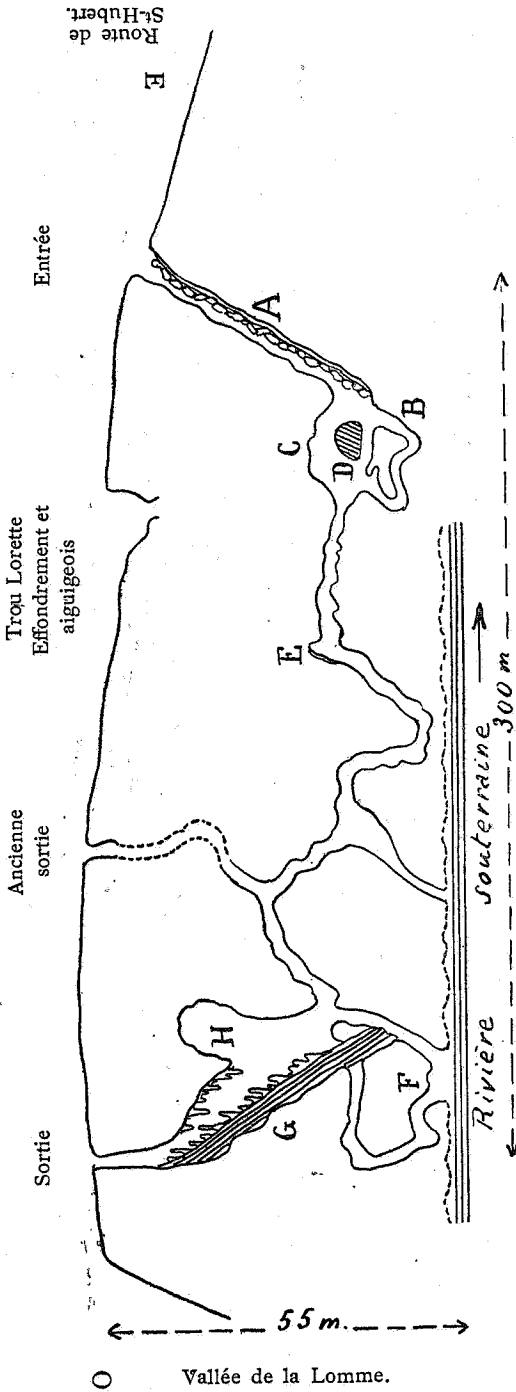 Sortie
Ancienne
sortie
Trou Lorette
Effondrement et
aiguigeois
Entrée
Route de
St-Hubert.
E
A
B
C
D
E
F
G
H
Rivière souterraine
300 m
55 m.
O
Vallée de la Lomme.